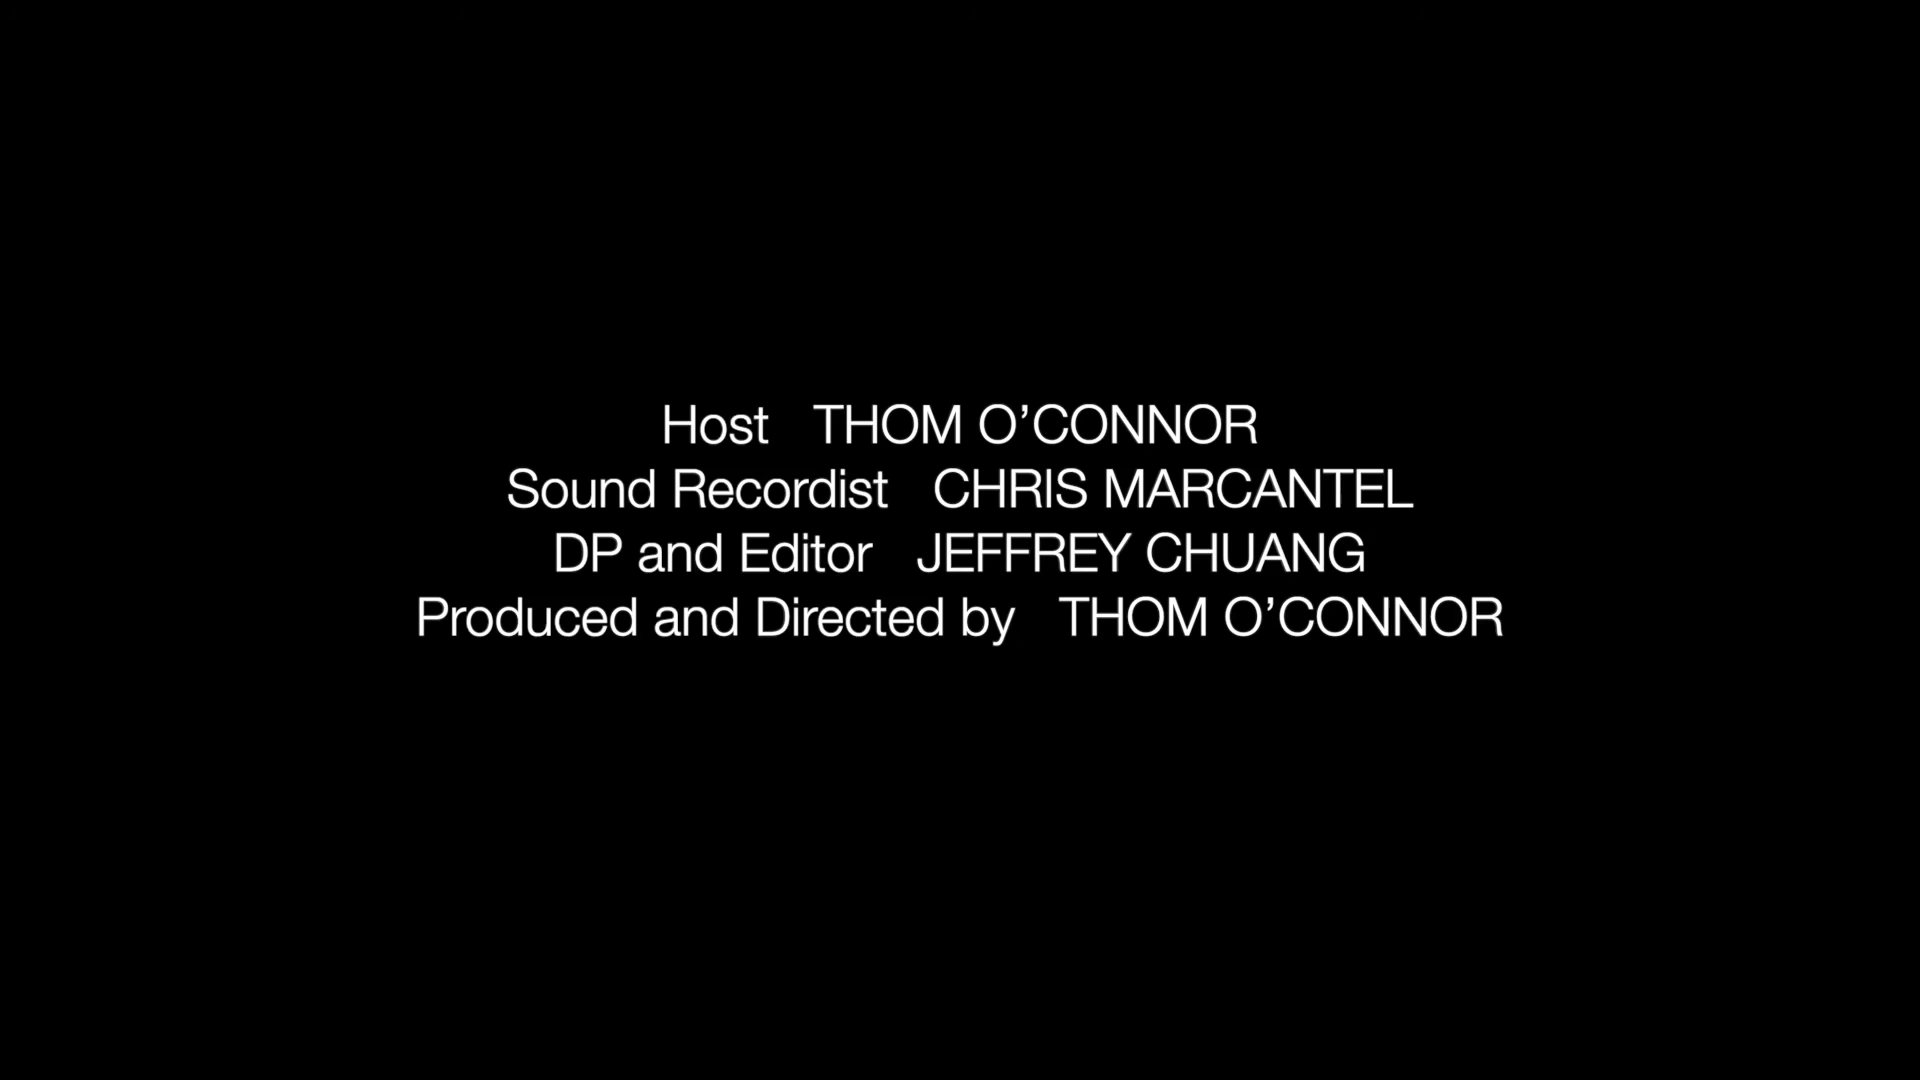 Host THOM O’CONNOR
Sound Recordist CHRIS MARCANTEL
DP and Editor JEFFREY CHUANG
Produced and Directed by THOM O’CONNOR